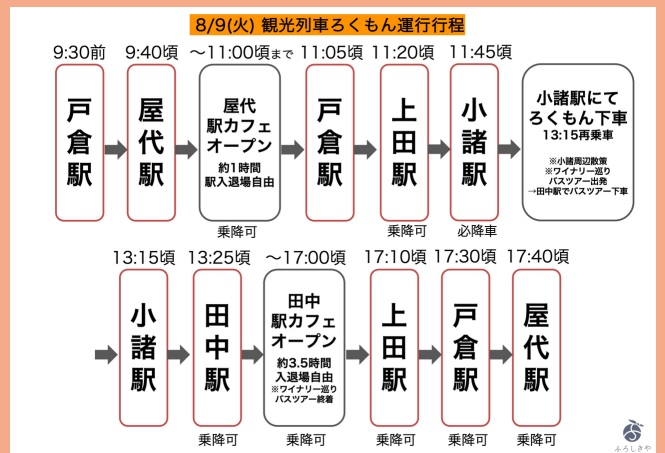 8/9(火) 観光列車ろくもん運行行程
9:30前
戸倉駅
9:40頃
屋代駅
〜11:00頃まで
屋代
駅カフェ
オープン
約1時間
駅入退場自由
乗降可
11:05頃
戸倉駅
11:20頃
上田駅
乗降可
11:45頃
小諸駅
必降車
小諸駅にて
ろくもん下車
13:15再乗車
※小諸周辺散策
※ワイナリー巡り
バスツアー出発
→田中駅でバスツアー下車
13:15頃
小諸駅
13:25頃
田中駅
乗降可
〜17:00頃
田中
駅カフェ
オープン
約3.5時間
入退場自由
※ワイナリー巡り
バスツアー終着
乗降可
17:10頃
上田駅
乗降可
17:30頃
戸倉駅
乗降可
17:40頃
屋代駅
乗降可
ふろしきや